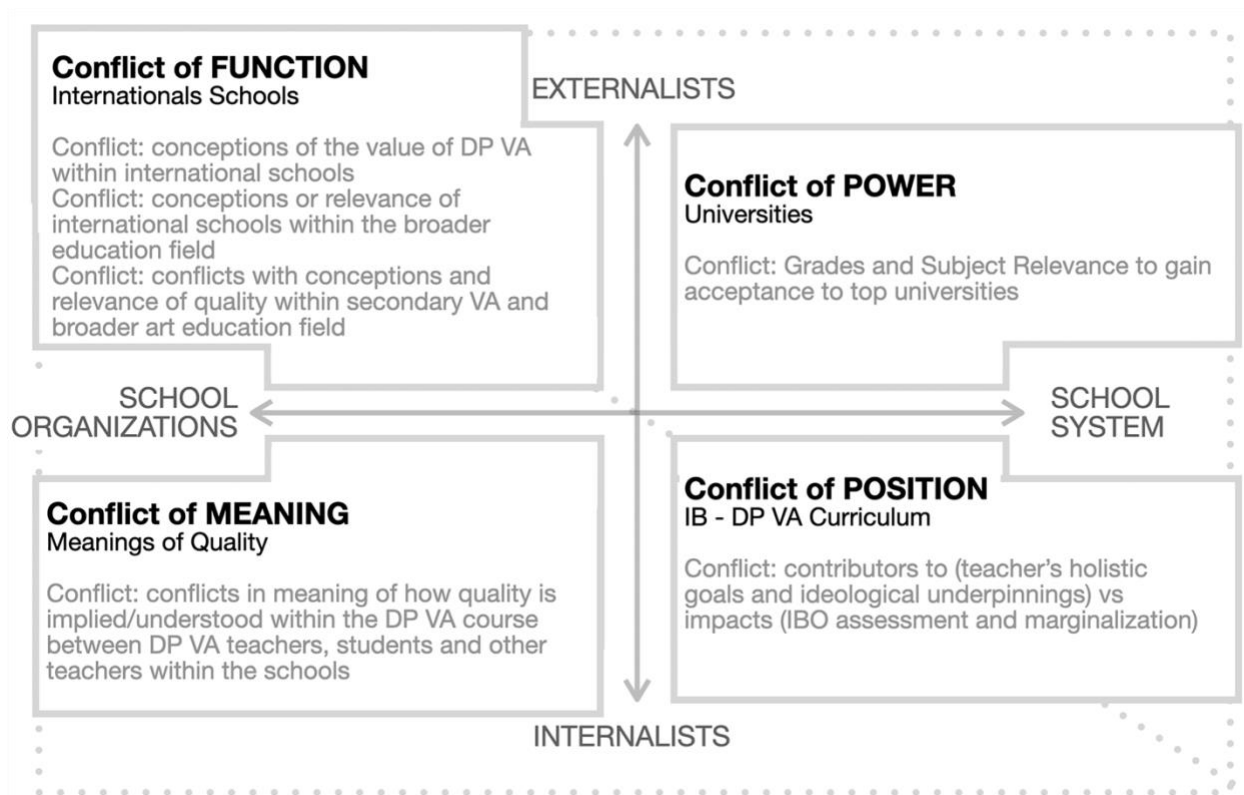 Conflict of FUNCTION
Internationals Schools
Conflict: conceptions of the value of DP VA
within international schools
Conflict: conceptions or relevance of
international schools within the broader
education field
Conflict: conflicts with conceptions and
relevance of quality within secondary VA and
broader art education field
EXTERNALISTS
Conflict of POWER
Universities
Conflict: Grades and Subject Relevance to gain
acceptance to top universities
SCHOOL
ORGANIZATIONS
SCHOOL
SYSTEM
Conflict of MEANING
Meanings of Quality
Conflict: conflicts in meaning of how quality is
implied/understood within the DP VA course
between DP VA teachers, students and other
teachers within the schools
Conflict of POSITION
IB - DP VA Curriculum
Conflict: contributors to (teacher’s holistic
goals and ideological underpinnings) vs
impacts (IBO assessment and marginalization)
INTERNALISTS